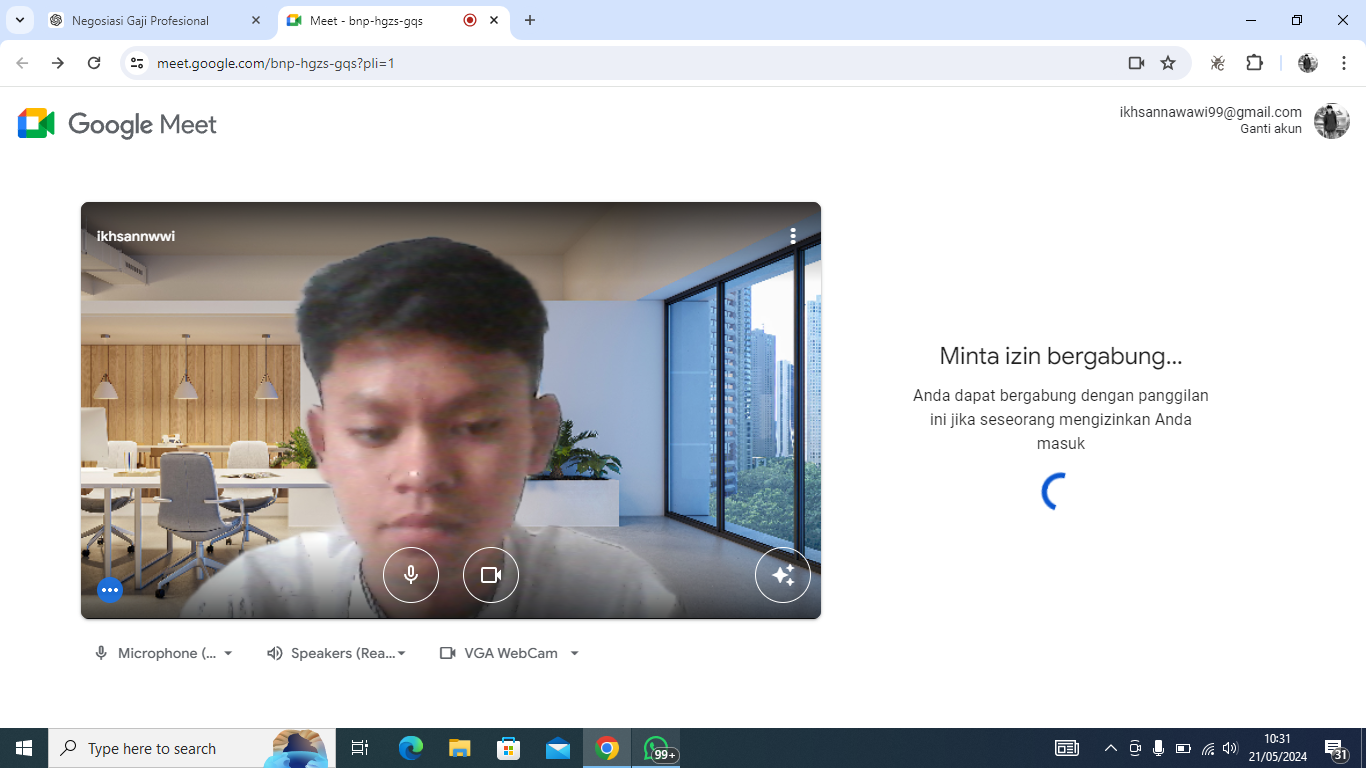 Negosiasi Gaji Profesional
Meet - bnp-hgzs-gqs
meet.google.com/bnp-hgzs-gqs?pli=1
Google Meet
ikhsannawawi99@gmail.com
Ganti akun
ikhsannwwi
Minta izin bergabung...
Anda dapat bergabung dengan panggilan
ini jika seseorang mengizinkan Anda
masuk
Microphone (...
Speakers (Rea...
VGA WebCam
Type here to search
99+
10:31
21/05/2024
31